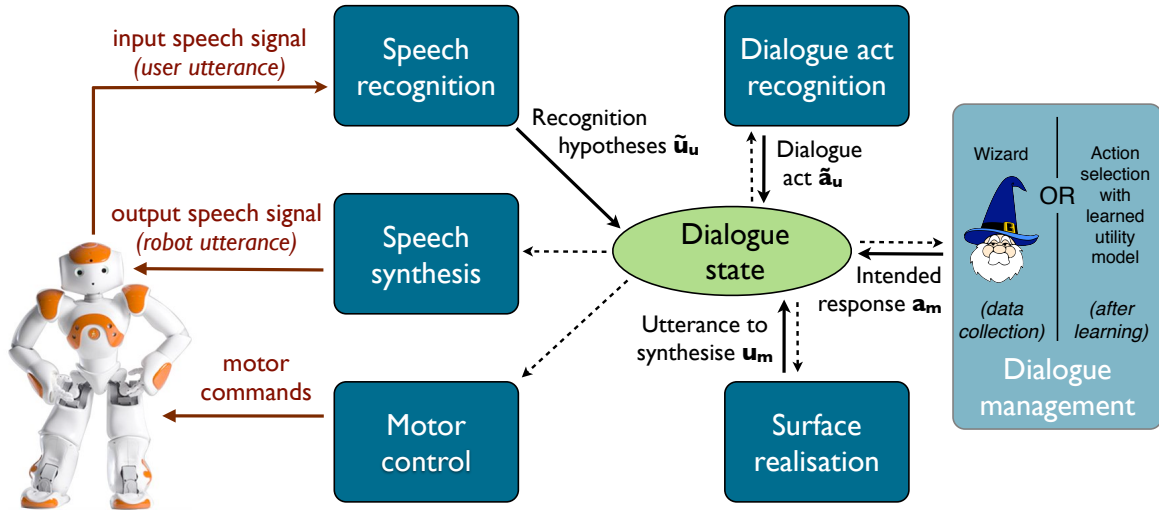 input speech signal
(user utterance)
Speech
recognition
Dialogue act
recognition
Recognition
hypotheses ũu
Dialogue
act ãu
output speech signal
(robot utterance)
Speech
synthesis
Dialogue
state
Wizard
OR
Action
selection
with
learned
utility
model
(data
collection)
(after
learning)
Dialogue
management
Intended
response am
Utterance to
synthesise um
motor
commands
Motor
control
Surface
realisation